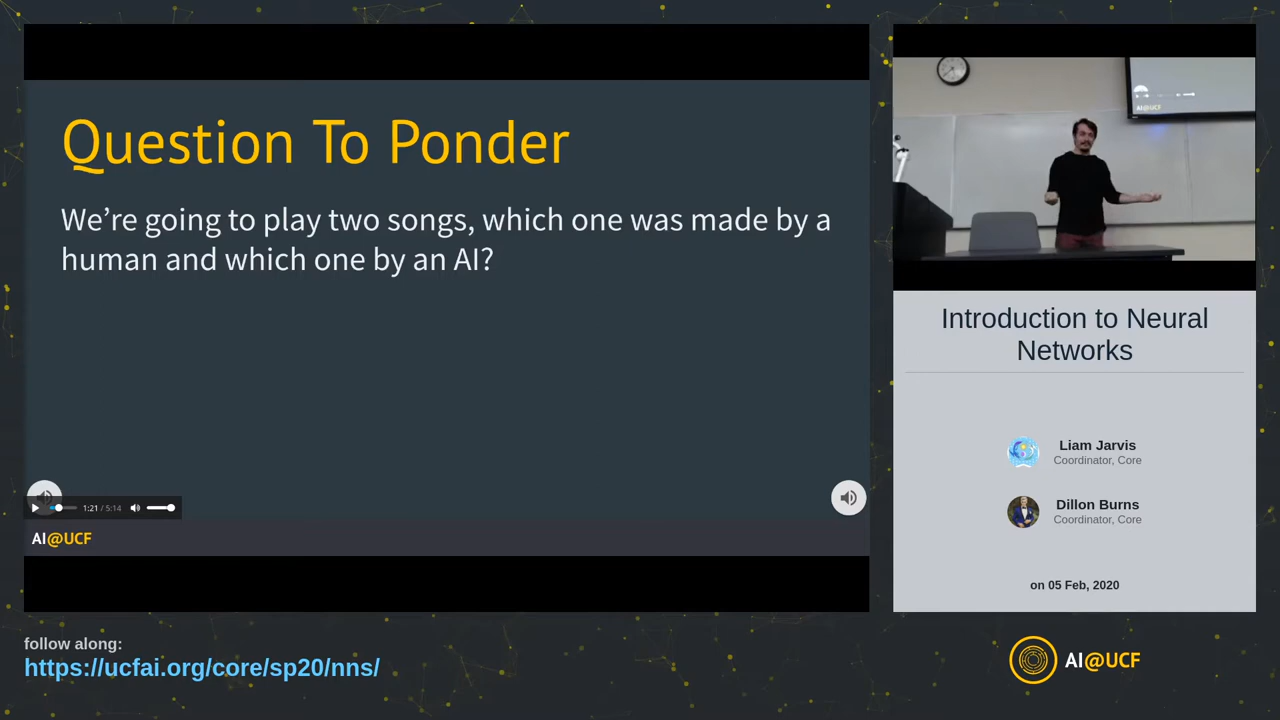 Question To Ponder
We’re going to play two songs, which one was made by a
human and which one by an AI?
1:21 / 5:14
AI@UCF
AI@UCF
Introduction to Neural
Networks
Liam Jarvis
Coordinator, Core
Dillon Burns
Coordinator, Core
on 05 Feb, 2020
follow along:
https://ucfai.org/core/sp20/nns/
AI@UCF